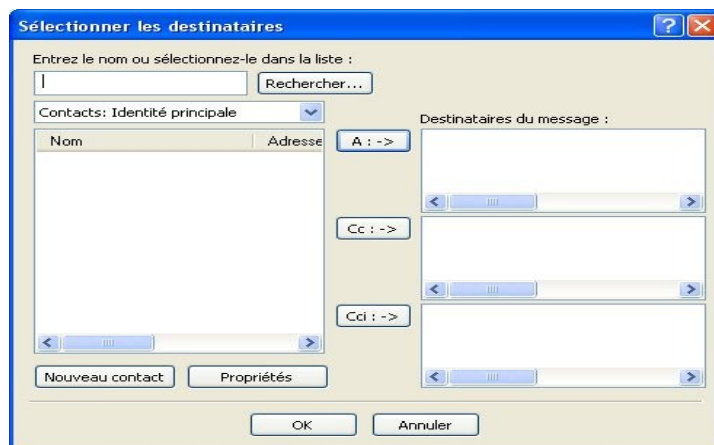 Sélectionner les destinataires
Entrez le nom ou sélectionnez-le dans la liste :
Rechercher...
Contacts: Identité principale
Destinataires du message :
Nom Adresse
A : ->
Cc : ->
Cci : ->
Nouveau contact Propriétés
OK Annuler